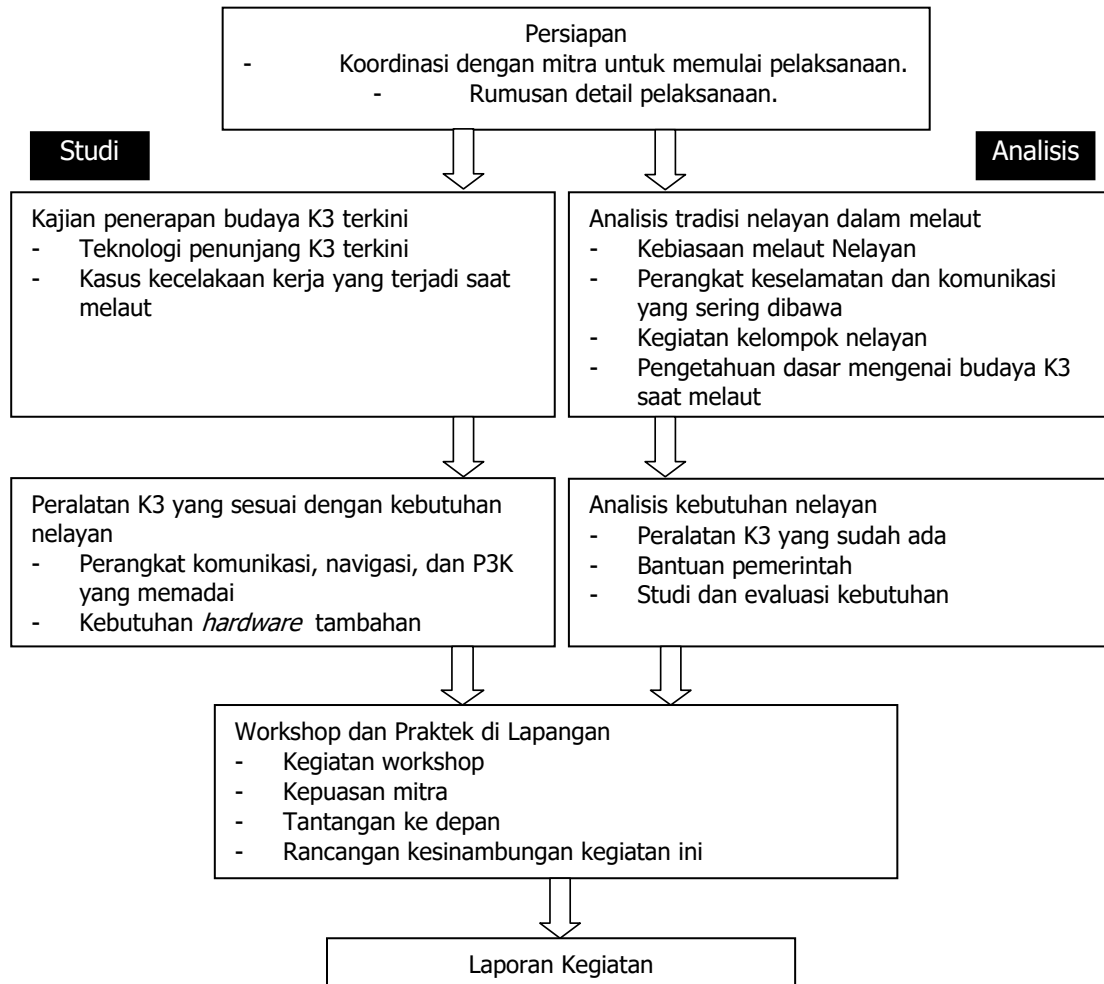 Persiapan
- Koordinasi dengan mitra untuk memulai pelaksanaan.
- Rumusan detail pelaksanaan.
Studi
Analisis
Kajian penerapan budaya K3 terkini
- Teknologi penunjang K3 terkini
- Kasus kecelakaan kerja yang terjadi saat
melaut
Analisis tradisi nelayan dalam melaut
- Kebiasaan melaut Nelayan
- Perangkat keselamatan dan komunikasi
yang sering dibawa
- Kegiatan kelompok nelayan
- Pengetahuan dasar mengenai budaya K3
saat melaut
Peralatan K3 yang sesuai dengan kebutuhan
nelayan
- Perangkat komunikasi, navigasi, dan P3K
yang memadai
- Kebutuhan hardware tambahan
Analisis kebutuhan nelayan
- Peralatan K3 yang sudah ada
- Bantuan pemerintah
- Studi dan evaluasi kebutuhan
Workshop dan Praktek di Lapangan
- Kegiatan workshop
- Kepuasan mitra
- Tantangan ke depan
- Rancangan kesinambungan kegiatan ini
Laporan Kegiatan